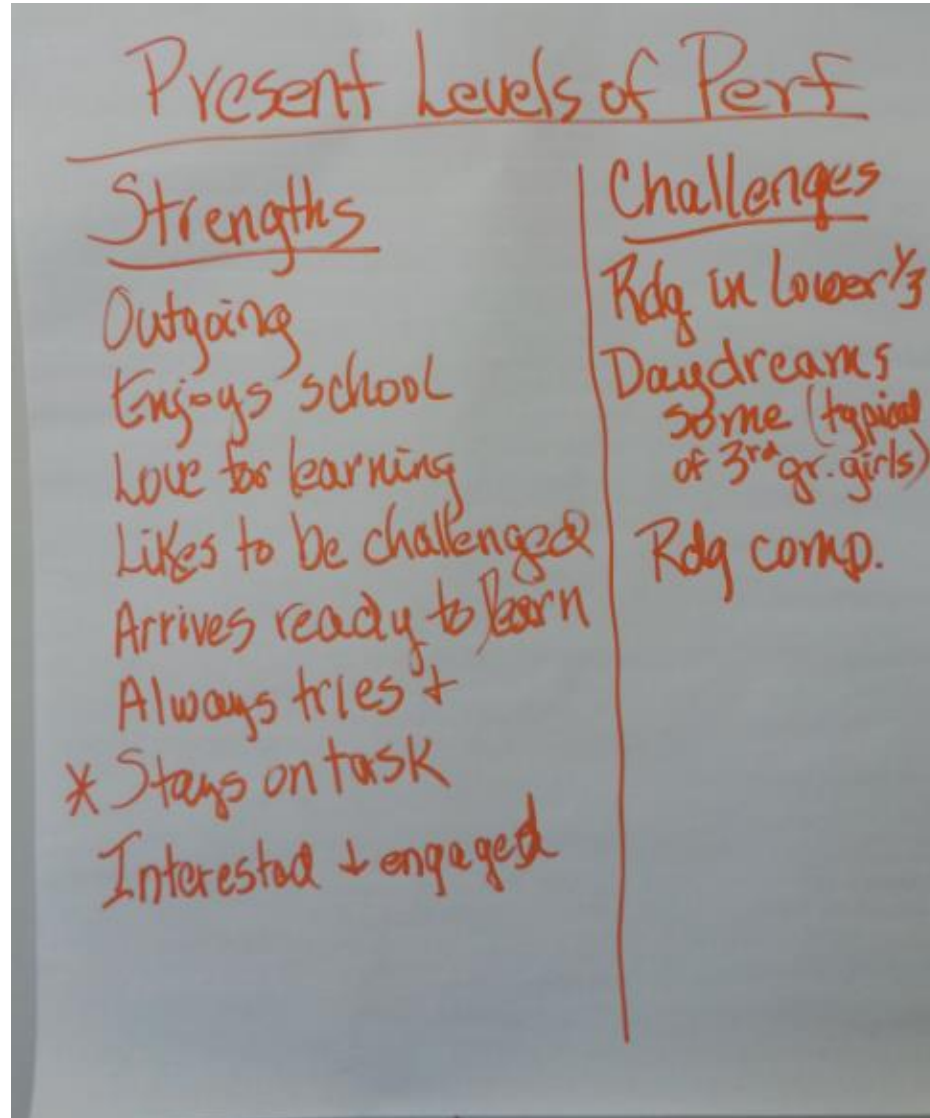 Present Levels of Perf
Strengths
Outgoing
Enjoys school
Love for learning
Likes to be challenged
Arrives ready to learn
Always tries +
* Stays on task
Interested + engaged
Challenges
Rdg in Lower 1/3
Daydreams
some (typical
of 3rd gr. girls)
Rdg comp.